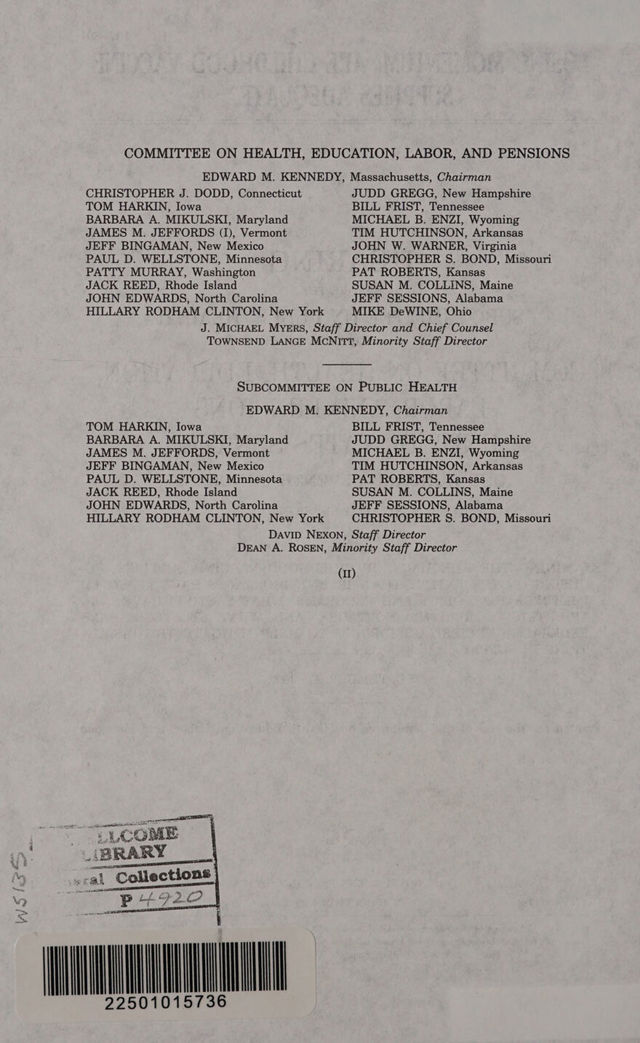 COMMITTEE ON HEALTH, EDUCATION, LABOR, AND PENSIONS
EDWARD M. KENNEDY, Massachusetts, Chairman
CHRISTOPHER J. DODD, Connecticut
TOM HARKIN, Iowa
BARBARA A. MIKULSKI, Maryland
JAMES M. JEFFORDS (I), Vermont
JEFF BINGAMAN, New Mexico
PAUL D. WELLSTONE, Minnesota
PATTY MURRAY, Washington
JACK REED, Rhode Island
JOHN EDWARDS, North Carolina
HILLARY RODHAM CLINTON, New York
JUDD GREGG, New Hampshire
BILL FRIST, Tennessee
MICHAEL B. ENZI, Wyoming
TIM HUTCHINSON, Arkansas
JOHN W. WARNER, Virginia
CHRISTOPHER S. BOND, Missouri
PAT ROBERTS, Kansas
SUSAN M. COLLINS, Maine
JEFF SESSIONS, Alabama
MIKE DeWINE, Ohio
J. MICHAEL MYERS, Staff Director and Chief Counsel
TOWNSEND LANGE MCNITT, Minority Staff Director
SUBCOMMITTEE ON PUBLIC HEALTH
EDWARD M. KENNEDY, Chairman
TOM HARKIN, Iowa
BARBARA A. MIKULSKI, Maryland
JAMES M. JEFFORDS, Vermont
JEFF BINGAMAN, New Mexico
PAUL D. WELLSTONE, Minnesota
JACK REED, Rhode Island
JOHN EDWARDS, North Carolina
HILLARY RODHAM CLINTON, New York
BILL FRIST, Tennessee
JUDD GREGG, New Hampshire
MICHAEL B. ENZI, Wyoming
TIM HUTCHINSON, Arkansas
PAT ROBERTS, Kansas
SUSAN M. COLLINS, Maine
JEFF SESSIONS, Alabama
CHRISTOPHER S. BOND, Missouri
DAVID NEXON, Staff Director
DEAN A. ROSEN, Minority Staff Director
(II)
LIBRARY
Collections
P 4920
22501015736